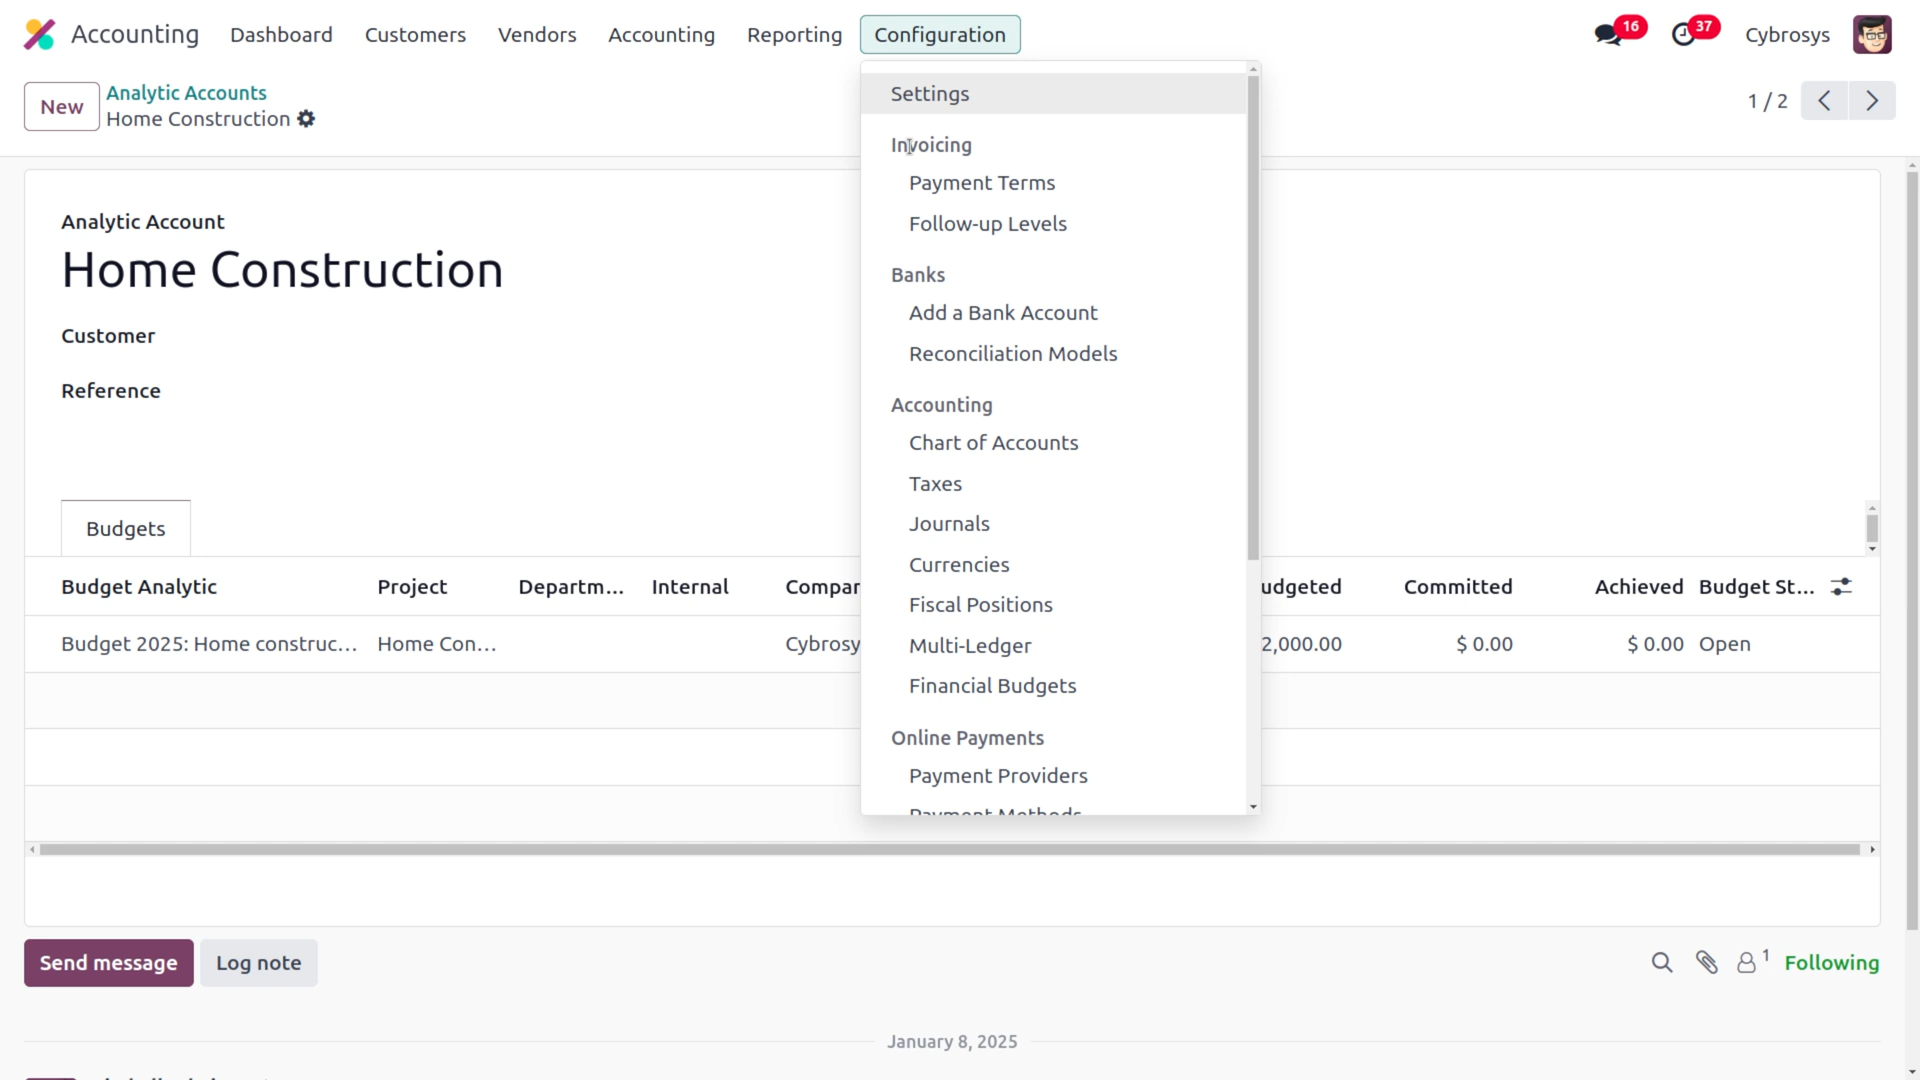 Accounting
Dashboard
Customers
Vendors
Accounting
Reporting
Configuration
16
37
Cybrosys
New
Analytic Accounts
Home Construction
1 / 2
Settings
Invoicing
Payment Terms
Follow-up Levels
Banks
Add a Bank Account
Reconciliation Models
Accounting
Chart of Accounts
Taxes
Journals
Currencies
Fiscal Positions
Multi-Ledger
Financial Budgets
Online Payments
Payment Providers
Payment Methods
Analytic Account
Home Construction
Customer
Reference
Budgets
Budget Analytic Project Departm... Internal Compar udgeted Committed Achieved Budget St...
Budget 2025: Home construc... Home Con... Cybrosy 2,000.00 $ 0.00 $ 0.00 Open
Send message
Log note
1
Following
January 8, 2025